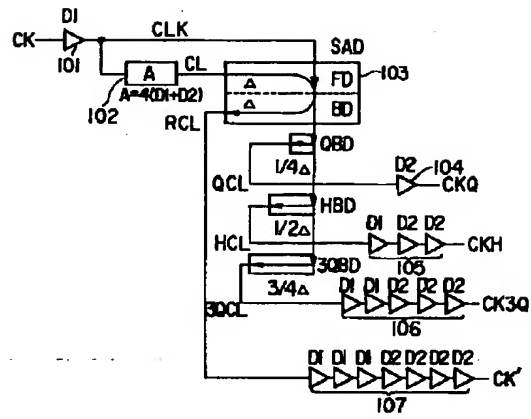 D1
CK
CLK
101
SAD
A
CL
FD
103
Δ
102
A=4(D1+D2)
Δ
BD
RCL
QBD
D2
104
1/4Δ
QCL
CKQ
HBD
1/2Δ
D1 D2 D2
HCL
CKH
105
3QBD
3/4Δ
D1 D1 D2 D2 D2
3QCL
CK3Q
106
D1 D1 D1 D2 D2 D2 D2
CK'
107